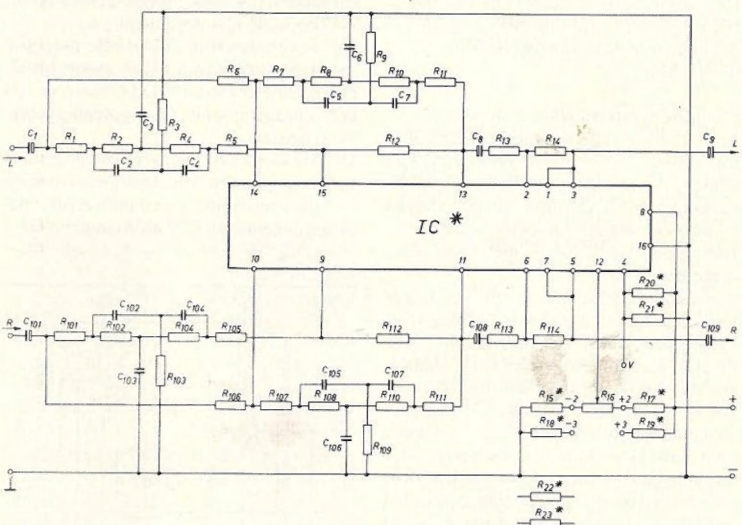 C6 R9
R6 R7 R8 R10 R11
C5 C7
C1 R1 R2 C3 R3 R4 R5 R12 C8 R13 R14 C9 L
L C2 C4
14 15 13 2 1 3
IC * 8
16
10 9 11 6 7 5 12 4
R20*
R21*
C102 C104
R C101 R101 R102 R104 R105 R112 C108 R113 R114 C109 R
C103 R103
C105 C107
V
R106 R107 R108 R110 R111
R15* -2 R16 +2 R17* +
R18* -3 +3 R19*
C106 R109
-
R22*
R23*